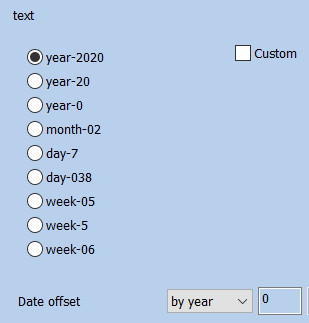 text
year-2020
Custom
year-20
year-0
month-02
day-7
day-038
week-05
week-5
week-06
Date offset
by year
0